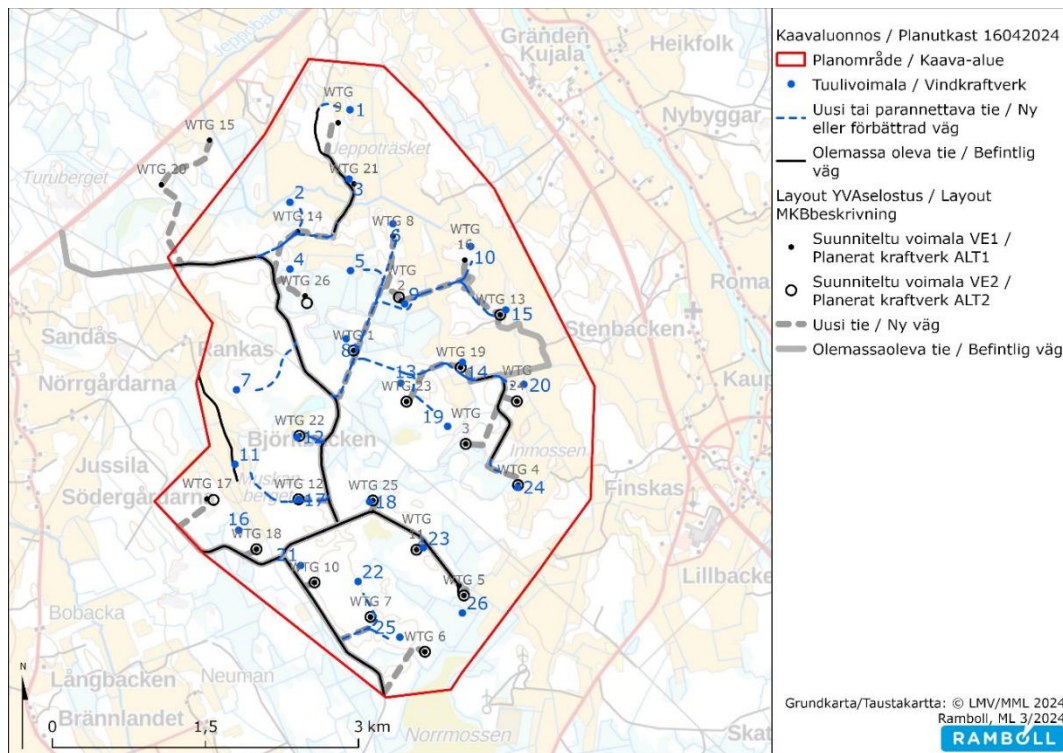 Gränden
Kujala
Heikfolk
Nybyggar
Jeppoträsket
Turuberget
WTG 15
WTG 20
WTG
9
1
WTG 21
3
2
WTG 14
WTG 8
6
WTG
16
10
4
5
WTG 26
WTG
2
9
WTG 13
15
Roma
Stenbäcken
Sandås
Rankas
Nörrgårdarna
WTG 1
8
7
WTG 19
14
13
WTG 23
20
Kaup
19
WTG
3
WTG 22
12
Björkbacken
Inmossen
11
Jussila
Södergårdarna
WTG 17
WTG 12
17
WTG 25
18
WTG 4
24
Finskas
16
WTG 18
WTG
11
23
21
WTG 10
22
WTG 5
26
Lillbacke
Bobacka
WTG 7
25
WTG 6
Neuman
Långbacken
Brännlandet
Norrmossen
Skat
N
0
1,5
3 km
Kaavaluonnos / Planutkast 16042024
Planområde / Kaava-alue
Tuulivoimala / Vindkraftverk
Uusi tai parannettava tie / Ny
eller förbättrad väg
Olemassa oleva tie / Befintlig
väg
Layout YVAselostus / Layout
MKBbeskrivning
Suunniteltu voimala VE1 /
Planerat kraftverk ALT1
Suunniteltu voimala VE2 /
Planerat kraftverk ALT2
Uusi tie / Ny väg
Olemassaoleva tie / Befintlig väg
Grundkarta/Taustakartta: © LMV/MML 2024
Ramboll, ML 3/2024
RAMBOLL